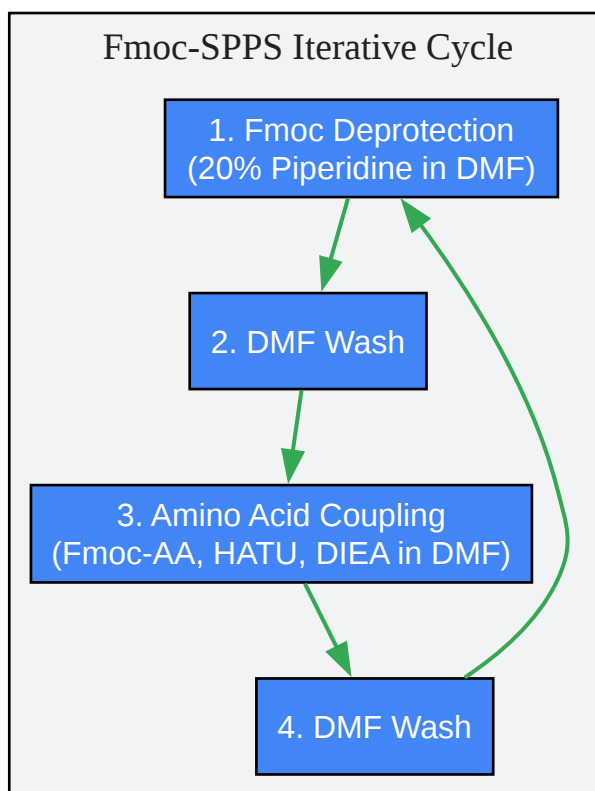 Fmoc-SPPS Iterative Cycle
1. Fmoc Deprotection
(20% Piperidine in DMF)
2. DMF Wash
3. Amino Acid Coupling
(Fmoc-AA, HATU, DIEA in DMF)
4. DMF Wash